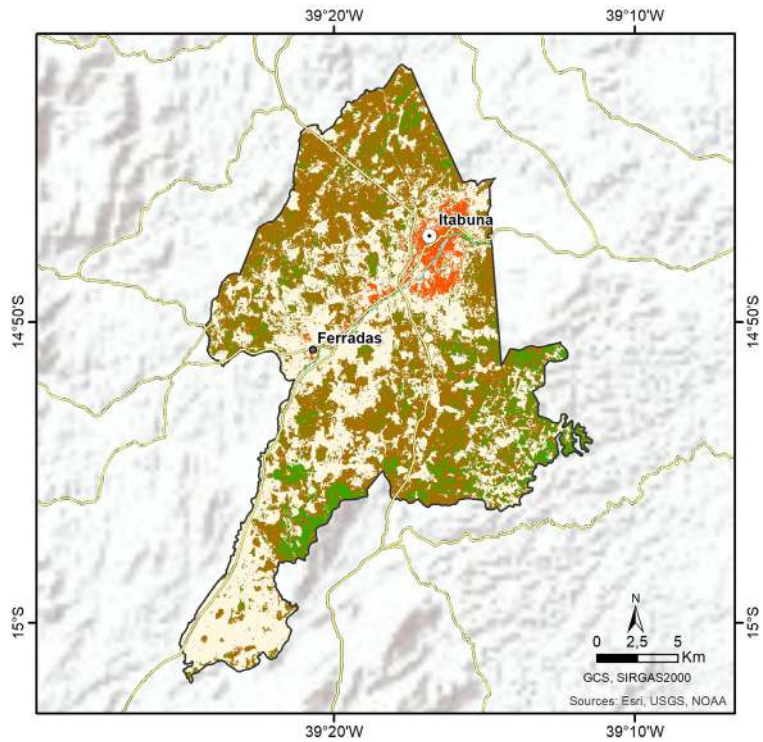 39°20'W 39°10'W
Itabuna
14°50'S 14°50'S
Ferradas
15°S 15°S
N
0 2,5 5
Km
GCS, SIRGAS2000
Sources: Esri, USGS, NOAA
39°20'W 39°10'W